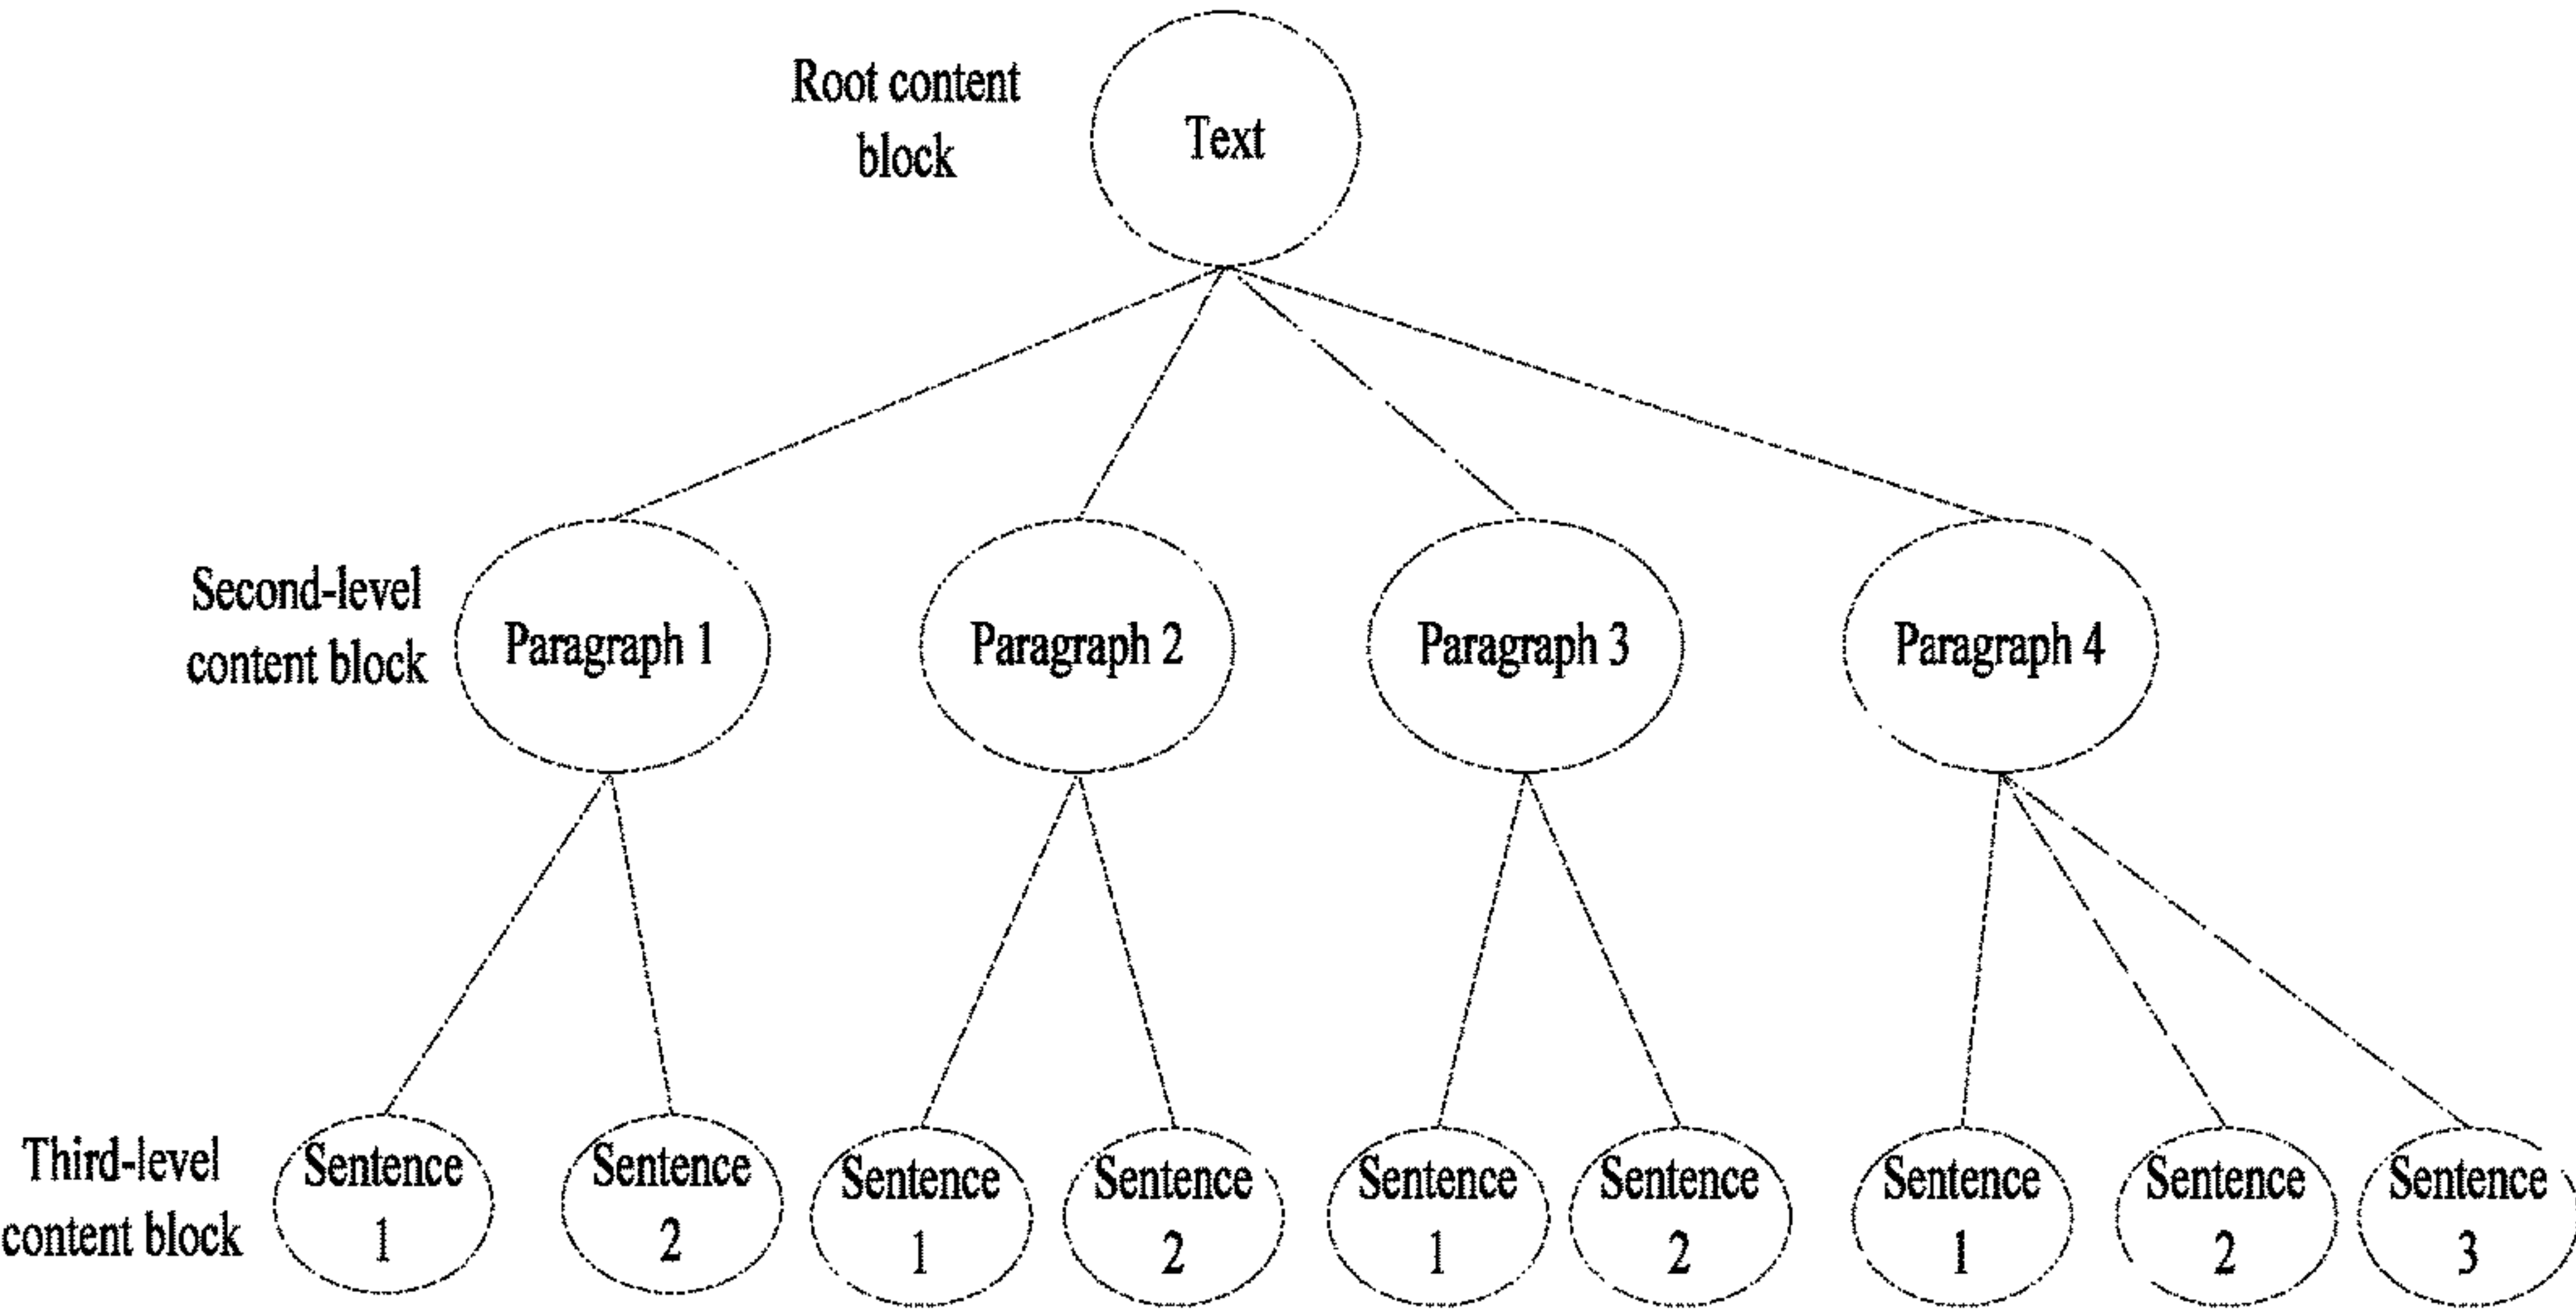 Root content
block
Text
Second-level
content block
Paragraph 1
Paragraph 2
Paragraph 3
Paragraph 4
Third-level
content block
Sentence
1
Sentence
2
Sentence
1
Sentence
2
Sentence
1
Sentence
2
Sentence
1
Sentence
2
Sentence
3